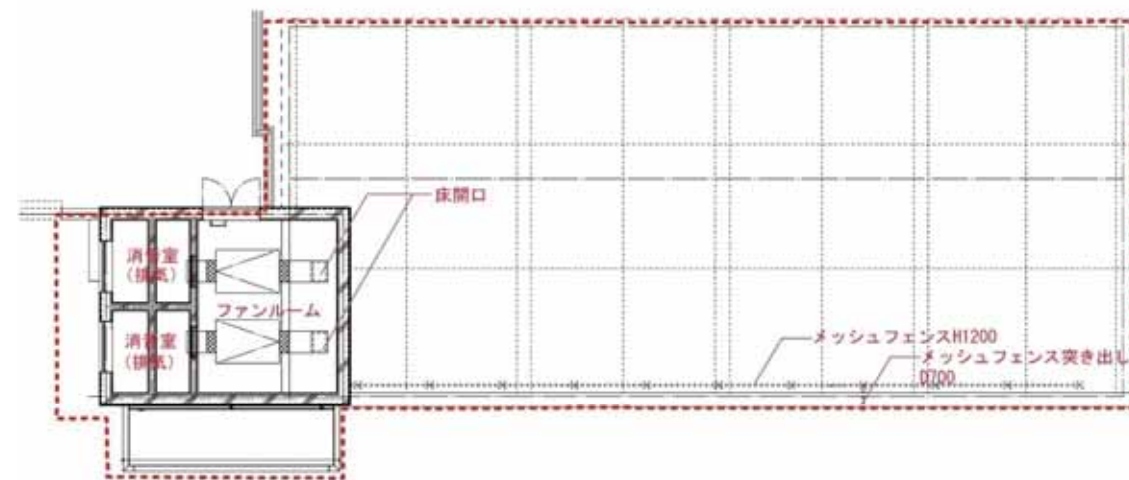 床開口
消音室
(排気)
ファンルーム
消音室
(排気)
メッシュフェンスH1200
メッシュフェンス突き出し
D700